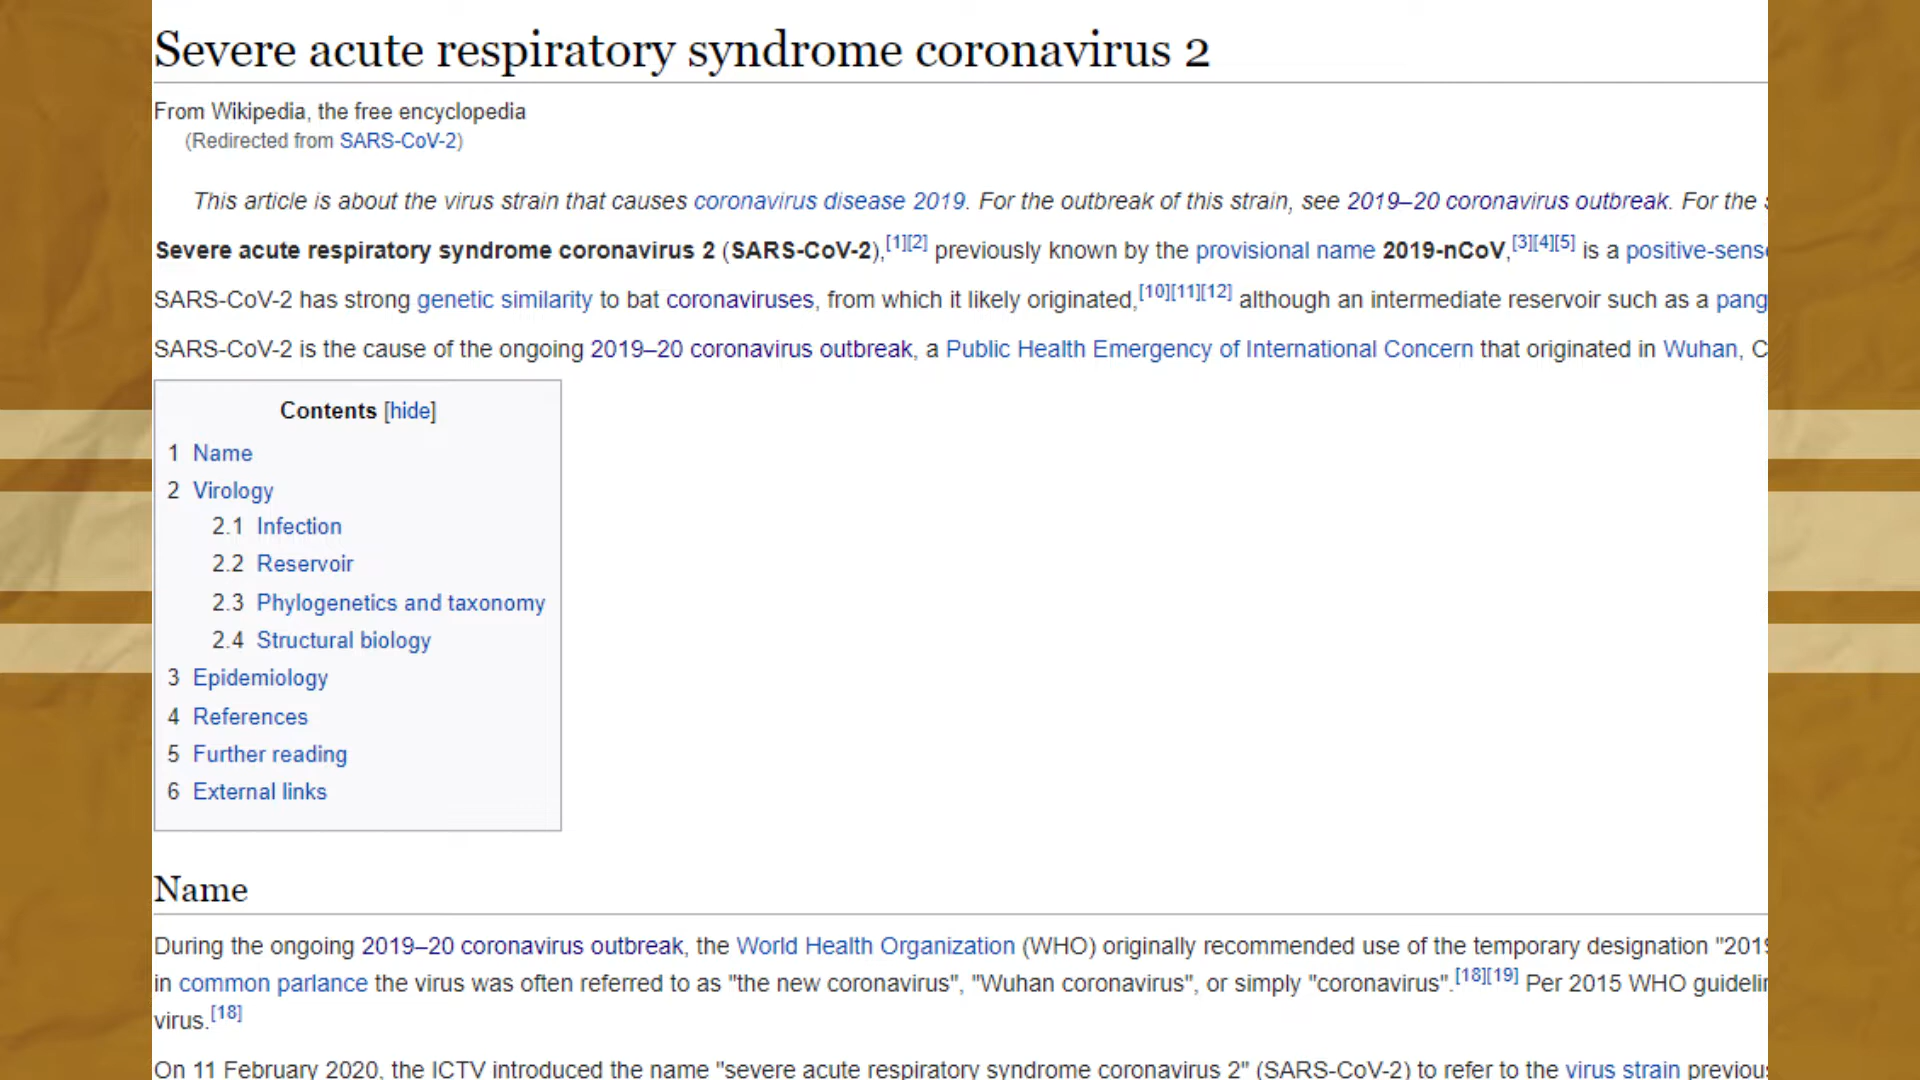 Severe acute respiratory syndrome coronavirus 2
From Wikipedia, the free encyclopedia
(Redirected from SARS-CoV-2)
This article is about the virus strain that causes coronavirus disease 2019. For the outbreak of this strain, see 2019–20 coronavirus outbreak. For the
Severe acute respiratory syndrome coronavirus 2 (SARS-CoV-2),[1][2] previously known by the provisional name 2019-nCoV,[3][4][5] is a positive-sens
SARS-CoV-2 has strong genetic similarity to bat coronaviruses, from which it likely originated,[10][11][12] although an intermediate reservoir such as a pang
SARS-CoV-2 is the cause of the ongoing 2019–20 coronavirus outbreak, a Public Health Emergency of International Concern that originated in Wuhan, C
Contents [hide]
1 Name
2 Virology
2.1 Infection
2.2 Reservoir
2.3 Phylogenetics and taxonomy
2.4 Structural biology
3 Epidemiology
4 References
5 Further reading
6 External links
Name
During the ongoing 2019–20 coronavirus outbreak, the World Health Organization (WHO) originally recommended use of the temporary designation "201
in common parlance the virus was often referred to as "the new coronavirus", "Wuhan coronavirus", or simply "coronavirus".[18][19] Per 2015 WHO guideli
virus.[18]
On 11 February 2020, the ICTV introduced the name "severe acute respiratory syndrome coronavirus 2" (SARS-CoV-2) to refer to the virus strain previou